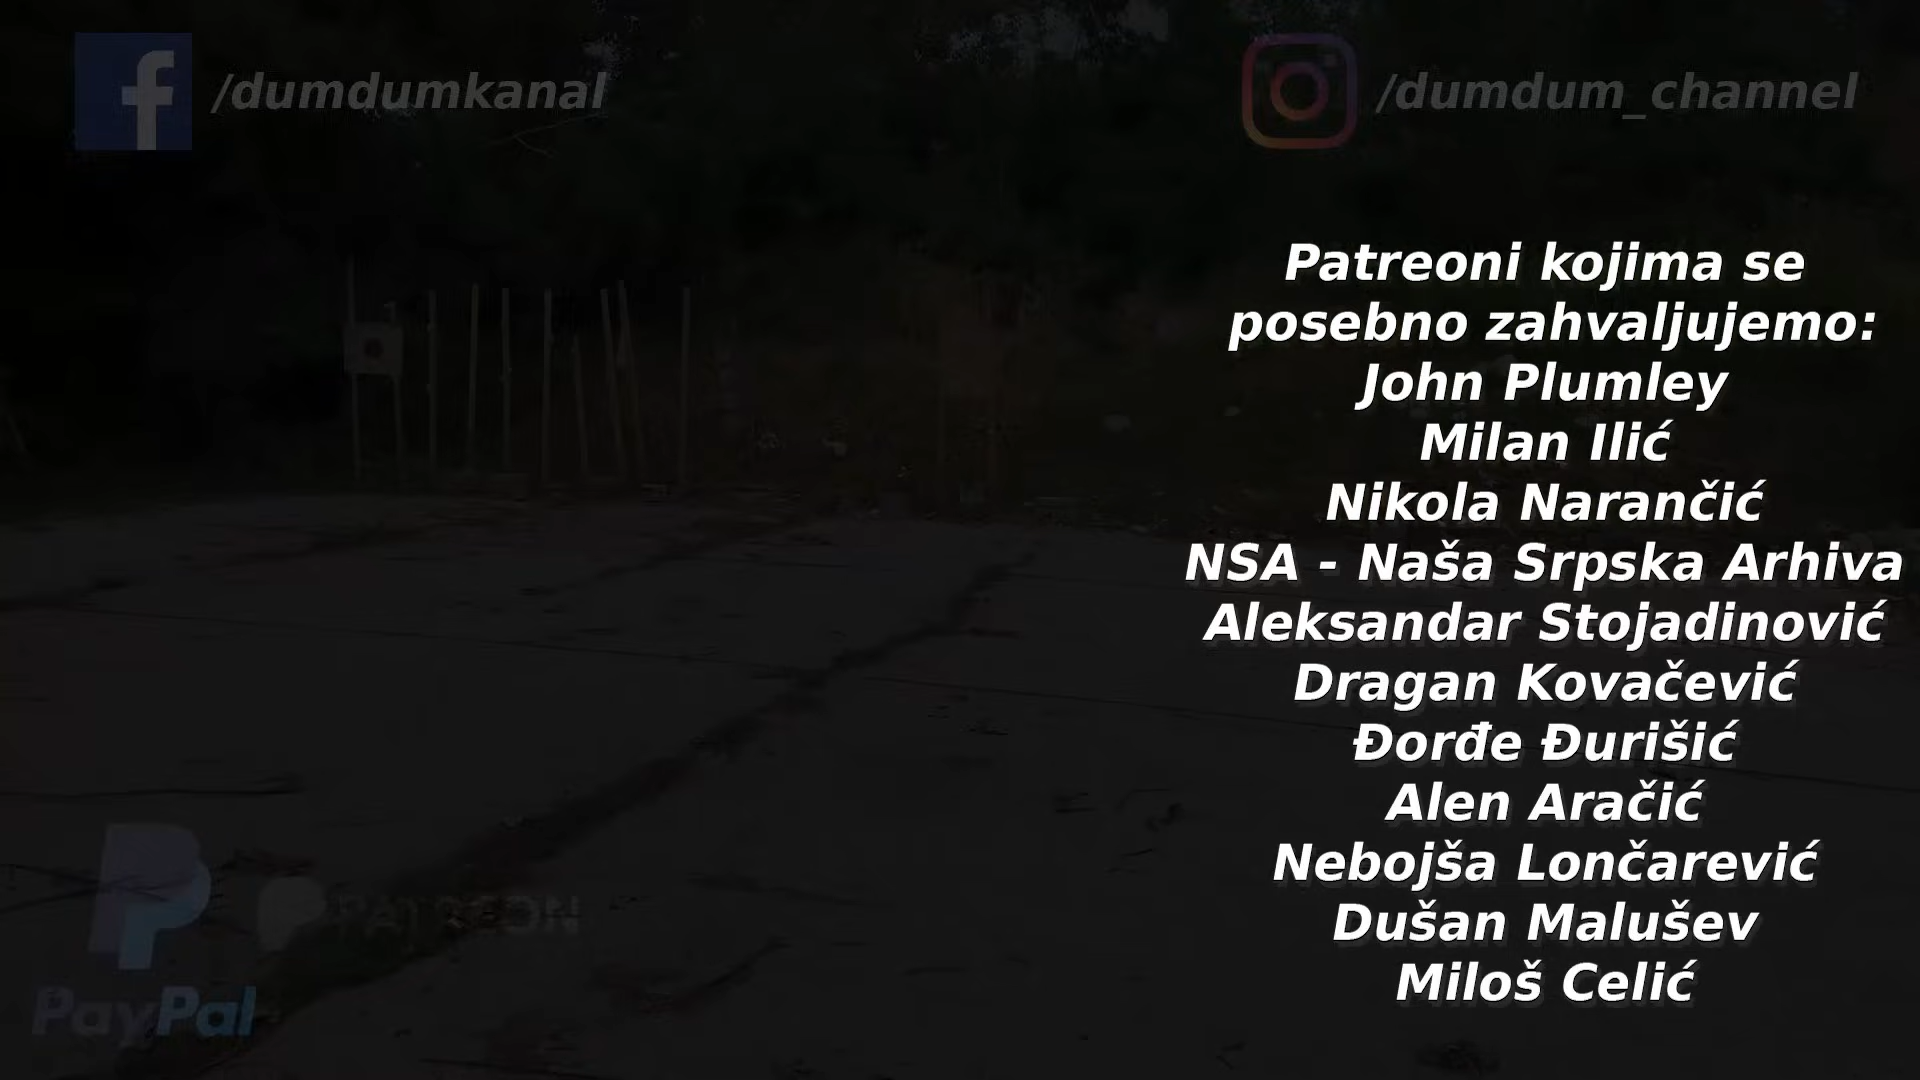 /dumdumkanal
/dumdum_channel
Patreoni kojima se
posebno zahvaljujemo:
John Plumley
Milan Ilić
Nikola Narančić
NSA - Naša Srpska Arhiva
Aleksandar Stojadinović
Dragan Kovačević
Đorđe Đurišić
Alen Aračić
Nebojša Lončarević
Dušan Malušev
Miloš Celić
PATREON
PayPal